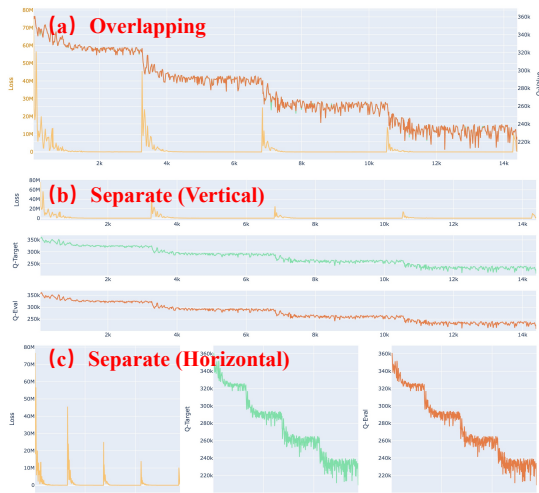 (a) Overlapping
80M
70M
60M
50M
40M
30M
20M
10M
0
Loss
360k
340k
320k
300k
280k
260k
240k
220k
Q-Value
2k 4k 6k 8k 10k 12k 14k
(b) Separate (Vertical)
80M
60M
40M
20M
0
Loss
2k 4k 6k 8k 10k 12k 14k
350k
300k
250k
Q-Target
2k 4k 6k 8k 10k 12k 14k
350k
300k
250k
Q-Eval
2k 4k 6k 8k 10k 12k 14k
(c) Separate (Horizontal)
80M
70M
60M
50M
40M
30M
20M
10M
0
Loss
360k
340k
320k
300k
280k
260k
240k
220k
Q-Target
360k
340k
320k
300k
280k
260k
240k
220k
Q-Eval